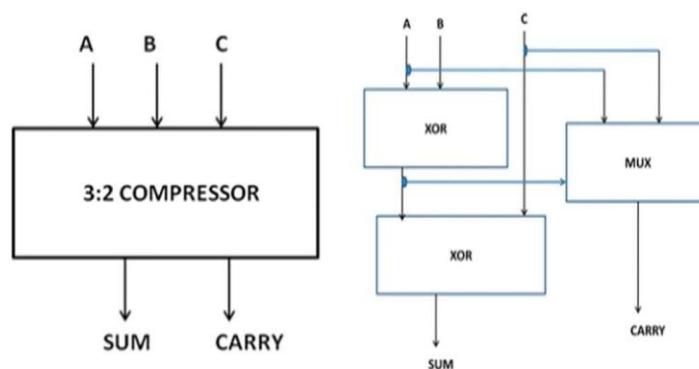 A B C
3:2 COMPRESSOR
SUM CARRY
A B C
XOR
MUX
XOR
CARRY
SUM